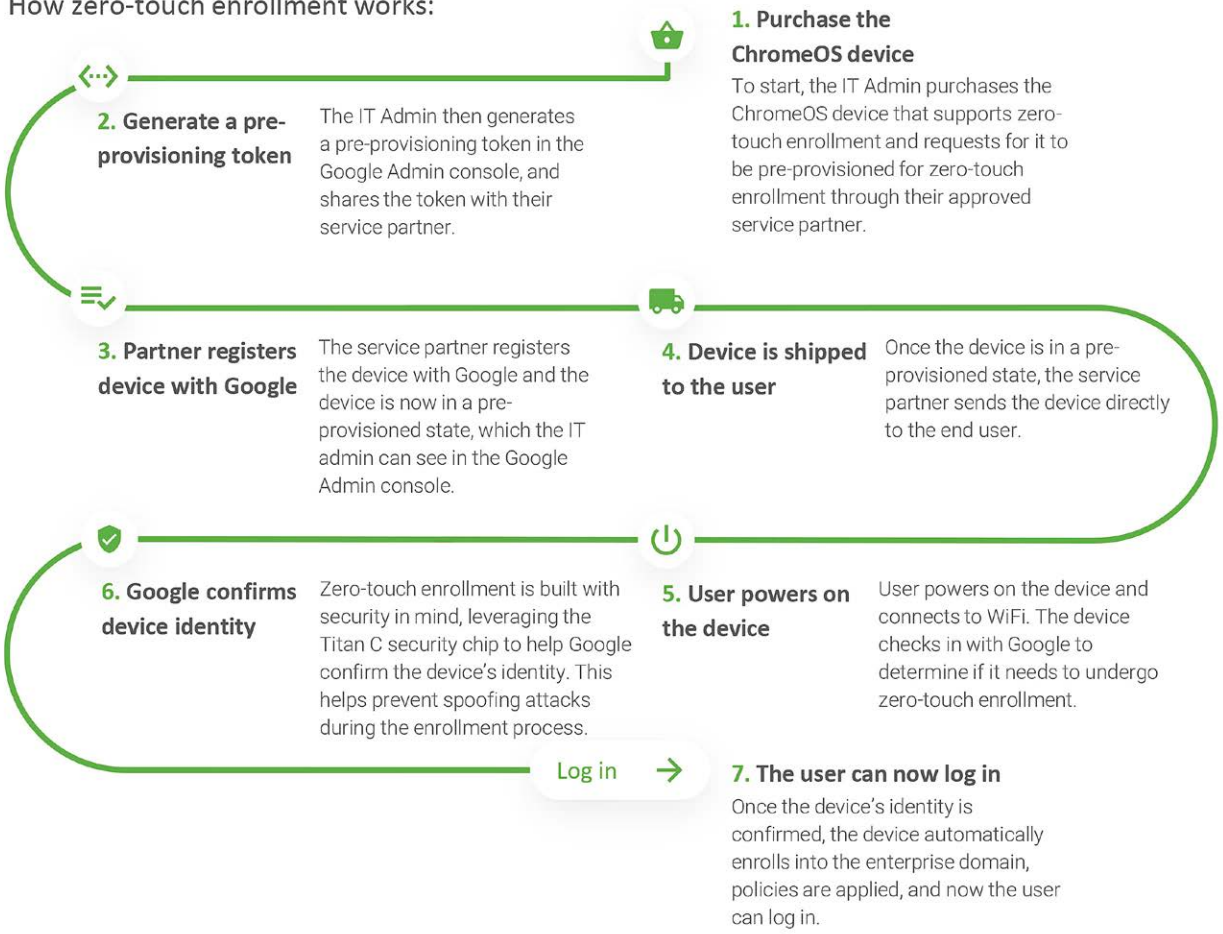 How zero-touch enrollment works:
1. Purchase the
ChromeOS device
To start, the IT Admin purchases the
ChromeOS device that supports zero-
touch enrollment and requests for it to
be pre-provisioned for zero-touch
enrollment through their approved
service partner.
2. Generate a pre-
provisioning token
The IT Admin then generates
a pre-provisioning token in the
Google Admin console, and
shares the token with their
service partner.
3. Partner registers
device with Google
The service partner registers
the device with Google and the
device is now in a pre-
provisioned state, which the IT
admin can see in the Google
Admin console.
4. Device is shipped
to the user
Once the device is in a pre-
provisioned state, the service
partner sends the device directly
to the end user.
5. User powers on
the device
User powers on the device and
connects to WiFi. The device
checks in with Google to
determine if it needs to undergo
zero-touch enrollment.
6. Google confirms
device identity
Zero-touch enrollment is built with
security in mind, leveraging the
Titan C security chip to help Google
confirm the device's identity. This
helps prevent spoofing attacks
during the enrollment process.
Log in
7. The user can now log in
Once the device's identity is
confirmed, the device automatically
enrolls into the enterprise domain,
policies are applied, and now the user
can log in.